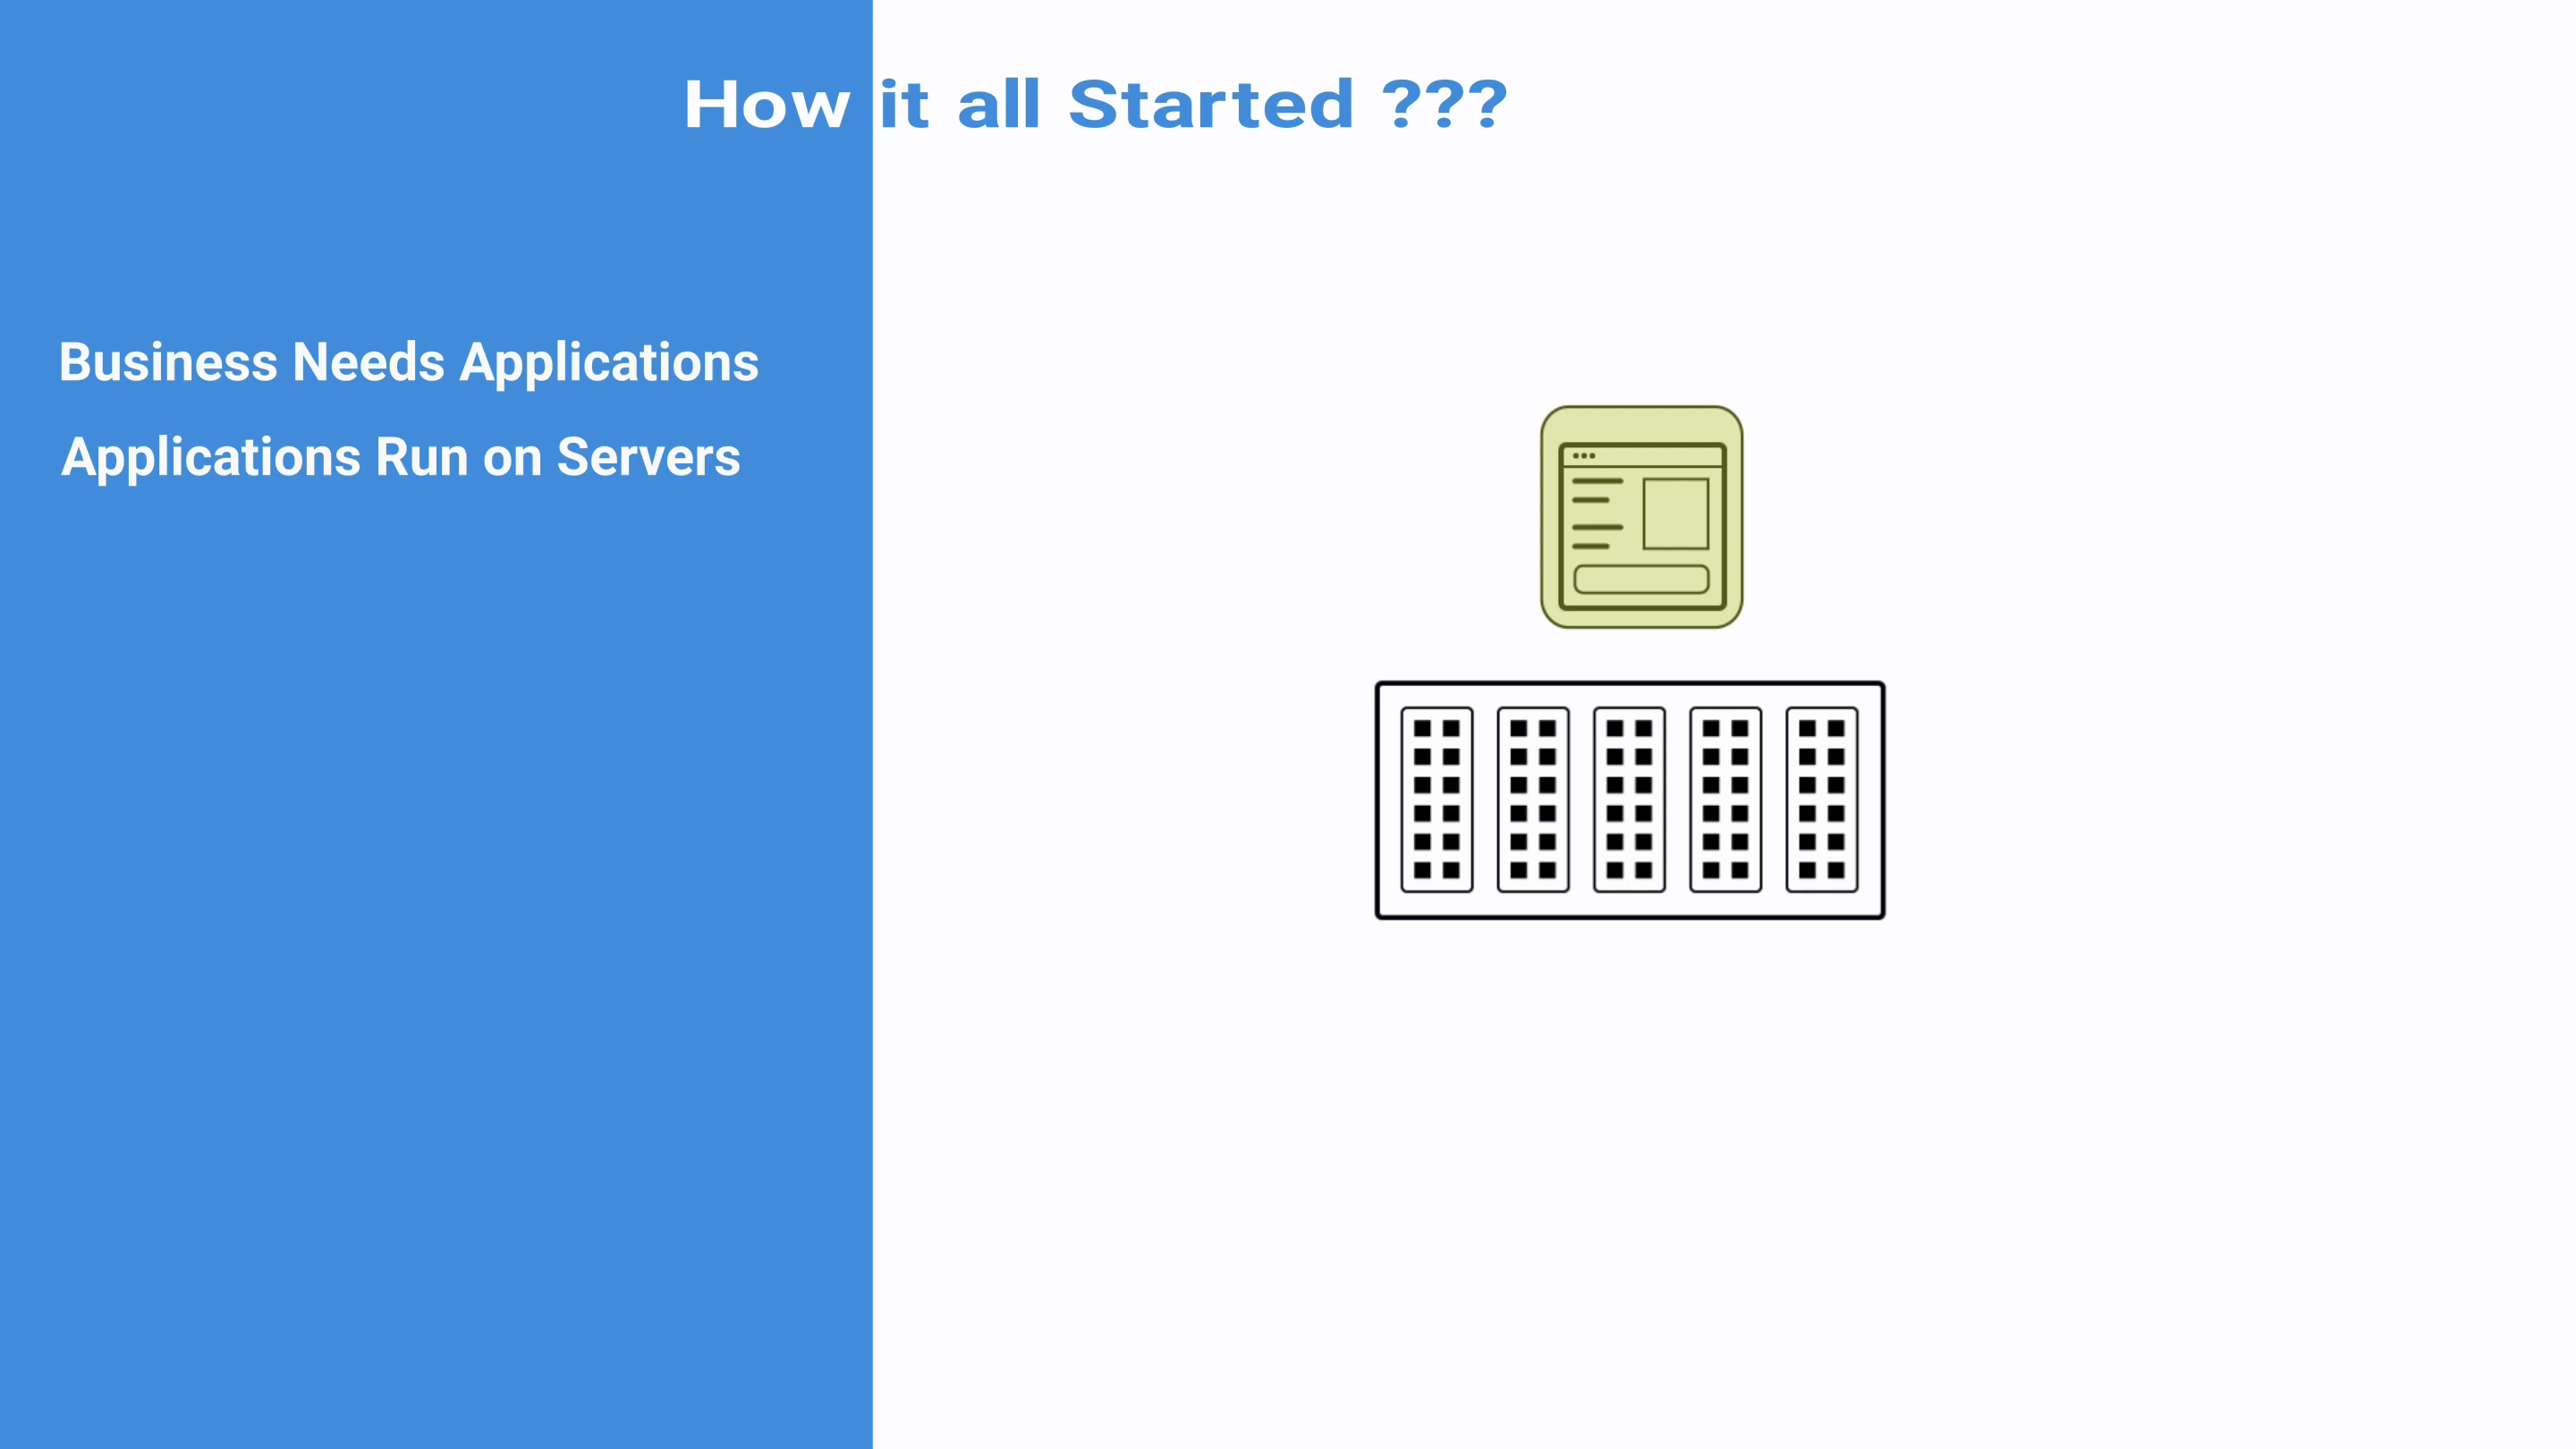 How it all Started ???
Business Needs Applications
Applications Run on Servers